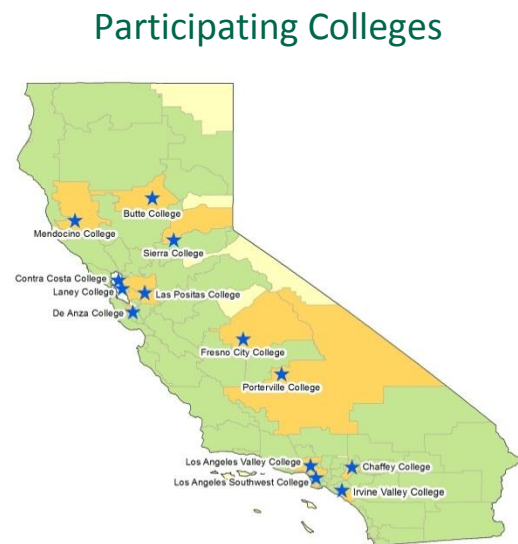 Participating Colleges
Butte College
Mendocino College
Sierra College
Contra Costa College
Laney College
Las Positas College
De Anza College
Fresno City College
Porterville College
Los Angeles Valley College
Chaffey College
Los Angeles Southwest College
Irvine Valley College